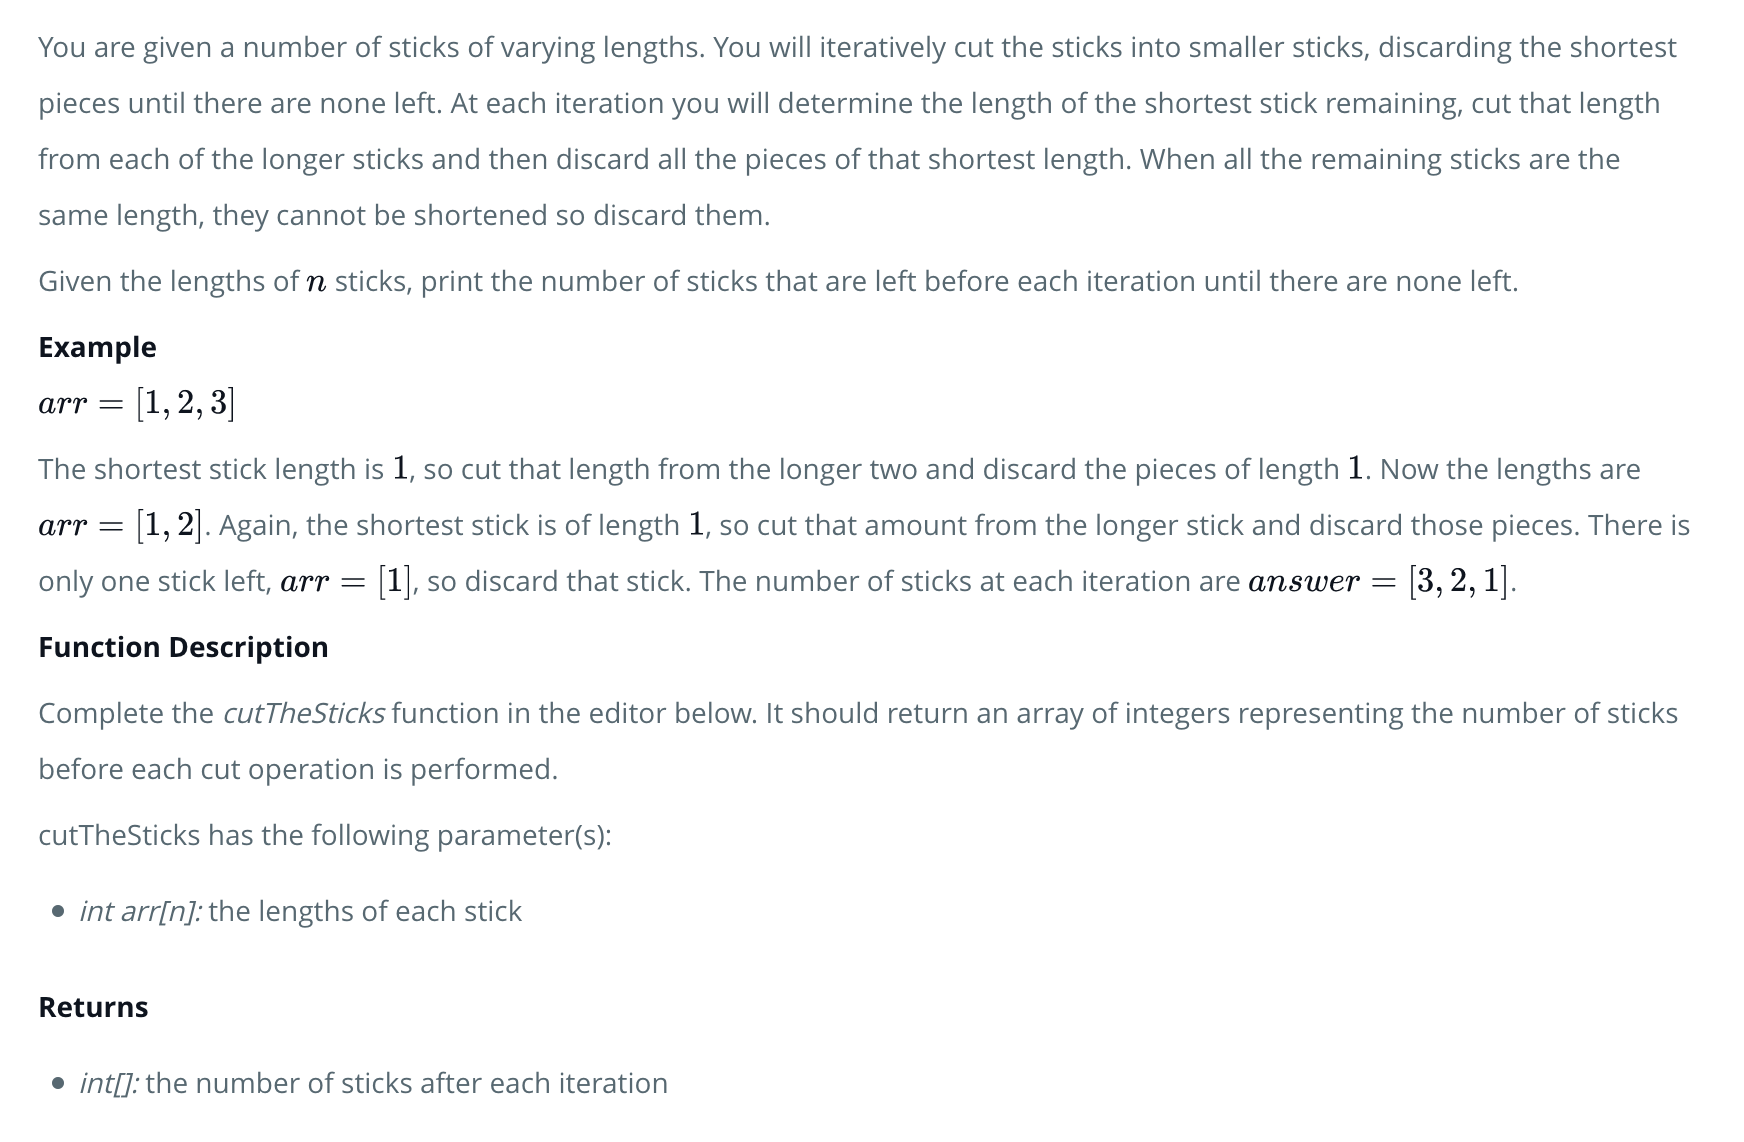 You are given a number of sticks of varying lengths. You will iteratively cut the sticks into smaller sticks, discarding the shortest
pieces until there are none left. At each iteration you will determine the length of the shortest stick remaining, cut that length
from each of the longer sticks and then discard all the pieces of that shortest length. When all the remaining sticks are the
same length, they cannot be shortened so discard them.
Given the lengths of n sticks, print the number of sticks that are left before each iteration until there are none left.
Example
arr = [1, 2, 3]
The shortest stick length is 1, so cut that length from the longer two and discard the pieces of length 1. Now the lengths are
arr = [1, 2]. Again, the shortest stick is of length 1, so cut that amount from the longer stick and discard those pieces. There is
only one stick left, arr = [1], so discard that stick. The number of sticks at each iteration are answer = [3, 2, 1].
Function Description
Complete the cutTheSticks function in the editor below. It should return an array of integers representing the number of sticks
before each cut operation is performed.
cutTheSticks has the following parameter(s):
• int arr[n]: the lengths of each stick
Returns
• int[]: the number of sticks after each iteration